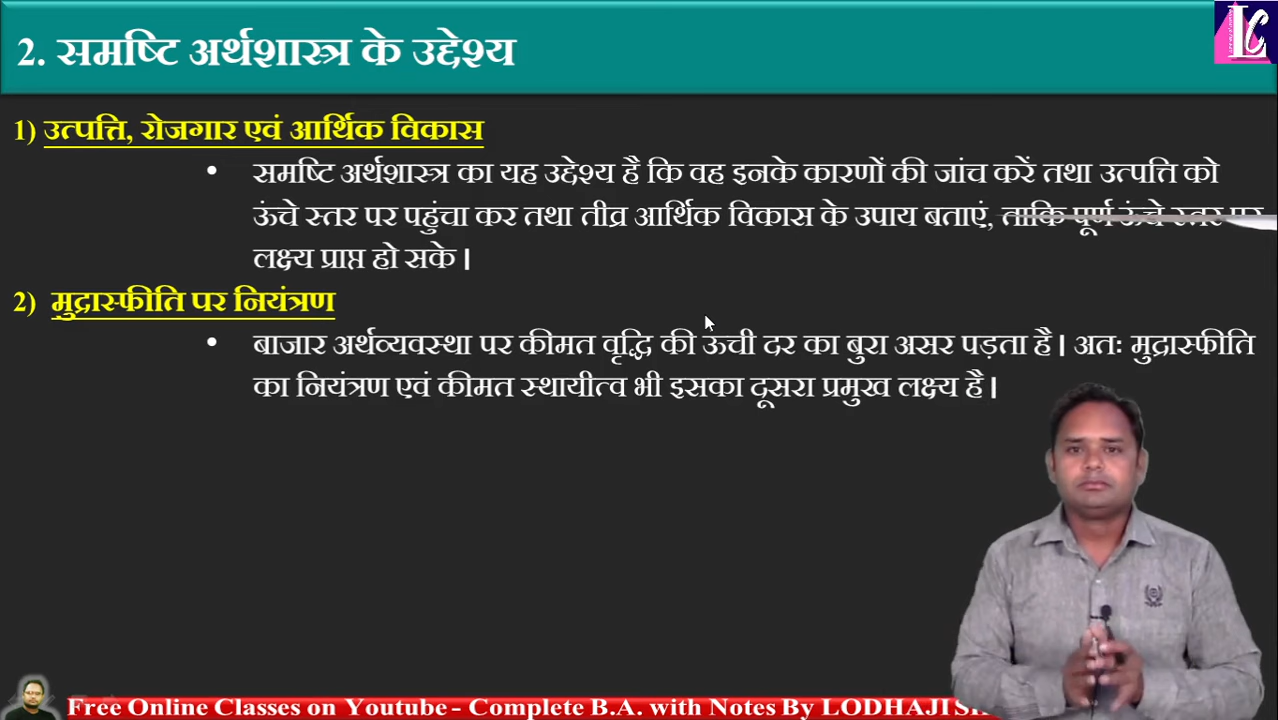 2. समष्टि अर्थशास्त्र के उद्देश्य
LC
1) उत्पत्ति, रोजगार एवं आर्थिक विकास
• समष्टि अर्थशास्त्र का यह उद्देश्य है कि वह इनके कारणों की जांच करें तथा उत्पत्ति को
ऊंचे स्तर पर पहुंचा कर तथा तीव्र आर्थिक विकास के उपाय बताएं, ताकि पूर्ण ऊंच्चे स्तर पर
लक्ष्य प्राप्त हो सके।
2) मुद्रास्फीति पर नियंत्रण
• बाजार अर्थव्यवस्था पर कीमत वृद्धि की ऊंची दर का बुरा असर पड़ता है। अतः मुद्रास्फीति
का नियंत्रण एवं कीमत स्थायीत्व भी इसका दूसरा प्रमुख लक्ष्य है।
Free Online Classes on Youtube - Complete B.A. with Notes By LODHAJI